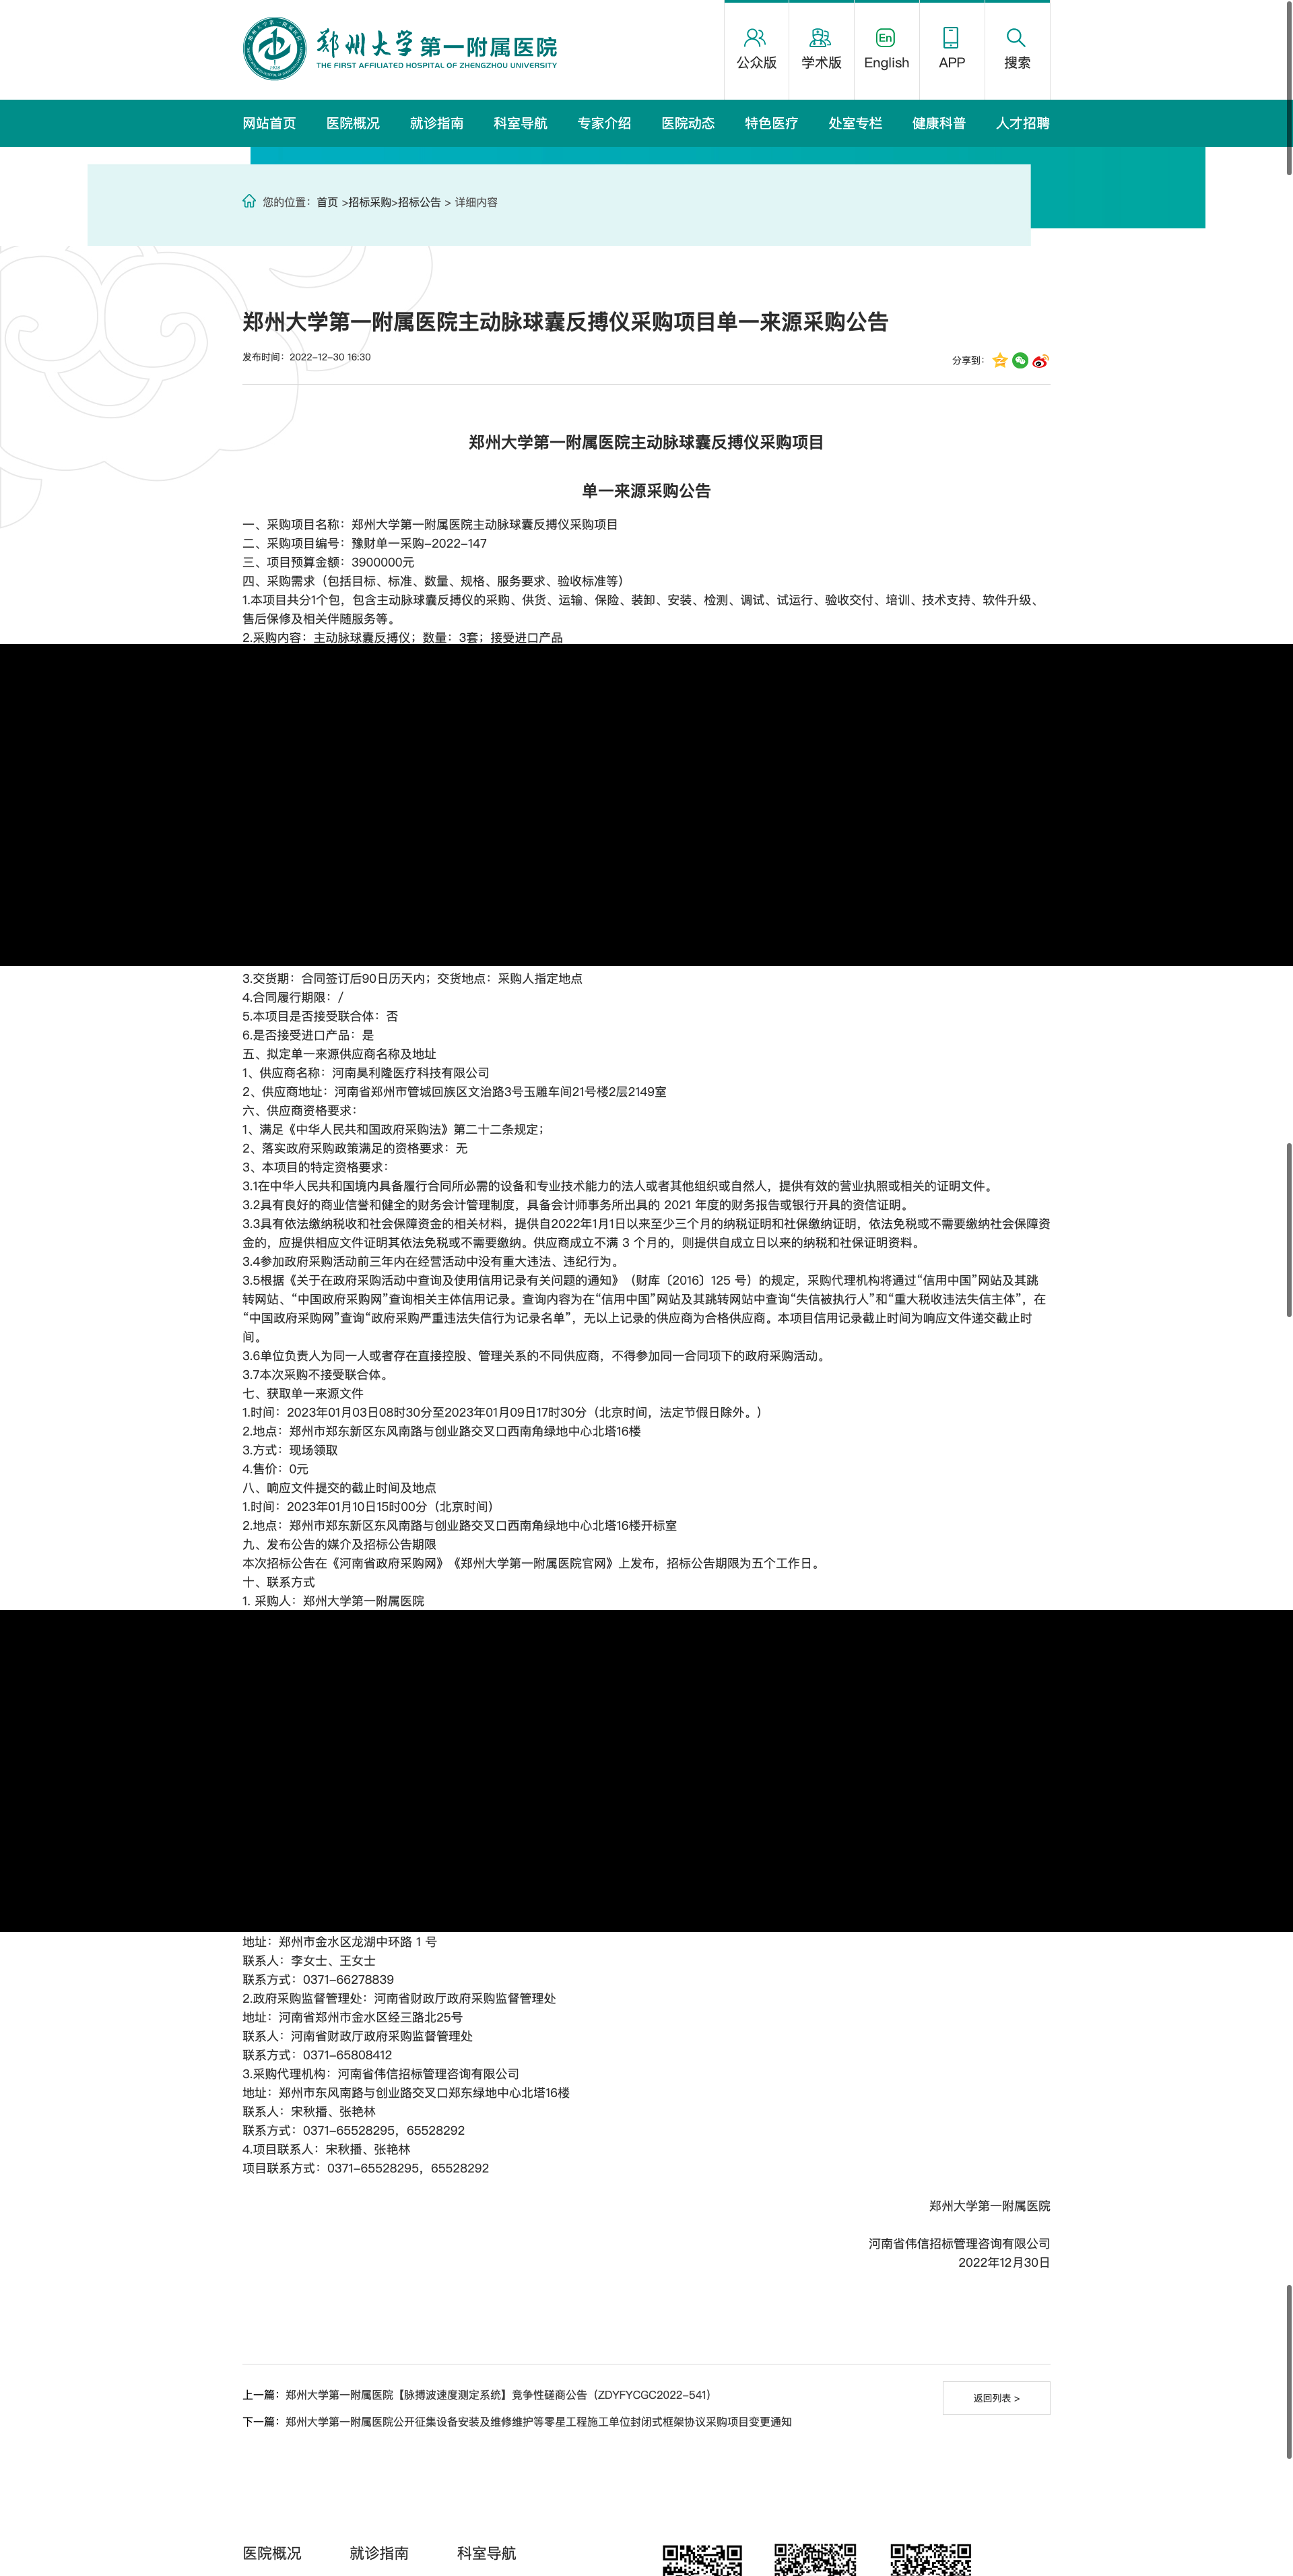 郑州大学第一附属医院
THE FIRST AFFILIATED HOSPITAL OF ZHENGZHOU UNIVERSITY
公众版
学术版
En
English
APP
搜索
网站首页
医院概况
就诊指南
科室导航
专家介绍
医院动态
特色医疗
处室专栏
健康科普
人才招聘
您的位置：首页 >招标采购>招标公告 > 详细内容
郑州大学第一附属医院主动脉球囊反搏仪采购项目单一来源采购公告
发布时间：2022-12-30 16:30
分享到：
郑州大学第一附属医院主动脉球囊反搏仪采购项目
单一来源采购公告
一、采购项目名称：郑州大学第一附属医院主动脉球囊反搏仪采购项目
二、采购项目编号：豫财单一采购-2022-147
三、项目预算金额：3900000元
四、采购需求（包括目标、标准、数量、规格、服务要求、验收标准等）
1.本项目共分1个包，包含主动脉球囊反搏仪的采购、供货、运输、保险、装卸、安装、检测、调试、试运行、验收交付、培训、技术支持、软件升级、
售后保修及相关伴随服务等。
2.采购内容：主动脉球囊反搏仪；数量：3套；接受进口产品
3.交货期：合同签订后90日历天内；交货地点：采购人指定地点
4.合同履行期限：/
5.本项目是否接受联合体：否
6.是否接受进口产品：是
五、拟定单一来源供应商名称及地址
1、供应商名称：河南昊利隆医疗科技有限公司
2、供应商地址：河南省郑州市管城回族区文治路3号玉雕车间21号楼2层2149室
六、供应商资格要求：
1、满足《中华人民共和国政府采购法》第二十二条规定；
2、落实政府采购政策满足的资格要求：无
3、本项目的特定资格要求：
3.1在中华人民共和国境内具备履行合同所必需的设备和专业技术能力的法人或者其他组织或自然人，提供有效的营业执照或相关的证明文件。
3.2具有良好的商业信誉和健全的财务会计管理制度，具备会计师事务所出具的 2021 年度的财务报告或银行开具的资信证明。
3.3具有依法缴纳税收和社会保障资金的相关材料，提供自2022年1月1日以来至少三个月的纳税证明和社保缴纳证明，依法免税或不需要缴纳社会保障资
金的，应提供相应文件证明其依法免税或不需要缴纳。供应商成立不满 3 个月的，则提供自成立日以来的纳税和社保证明资料。
3.4参加政府采购活动前三年内在经营活动中没有重大违法、违纪行为。
3.5根据《关于在政府采购活动中查询及使用信用记录有关问题的通知》（财库〔2016〕125 号）的规定，采购代理机构将通过“信用中国”网站及其跳
转网站、“中国政府采购网”查询相关主体信用记录。查询内容为在“信用中国”网站及其跳转网站中查询“失信被执行人”和“重大税收违法失信主体”，在
“中国政府采购网”查询“政府采购严重违法失信行为记录名单”，无以上记录的供应商为合格供应商。本项目信用记录截止时间为响应文件递交截止时
间。
3.6单位负责人为同一人或者存在直接控股、管理关系的不同供应商，不得参加同一合同项下的政府采购活动。
3.7本次采购不接受联合体。
七、获取单一来源文件
1.时间：2023年01月03日08时30分至2023年01月09日17时30分（北京时间，法定节假日除外。）
2.地点：郑州市郑东新区东风南路与创业路交叉口西南角绿地中心北塔16楼
3.方式：现场领取
4.售价：0元
八、响应文件提交的截止时间及地点
1.时间：2023年01月10日15时00分（北京时间）
2.地点：郑州市郑东新区东风南路与创业路交叉口西南角绿地中心北塔16楼开标室
九、发布公告的媒介及招标公告期限
本次招标公告在《河南省政府采购网》《郑州大学第一附属医院官网》上发布，招标公告期限为五个工作日。
十、联系方式
1. 采购人：郑州大学第一附属医院
地址：郑州市金水区龙湖中环路 1 号
联系人：李女士、王女士
联系方式：0371-66278839
2.政府采购监督管理处：河南省财政厅政府采购监督管理处
地址：河南省郑州市金水区经三路北25号
联系人：河南省财政厅政府采购监督管理处
联系方式：0371-65808412
3.采购代理机构：河南省伟信招标管理咨询有限公司
地址：郑州市东风南路与创业路交叉口郑东绿地中心北塔16楼
联系人：宋秋播、张艳林
联系方式：0371-65528295，65528292
4.项目联系人：宋秋播、张艳林
项目联系方式：0371-65528295，65528292
郑州大学第一附属医院
河南省伟信招标管理咨询有限公司
2022年12月30日
上一篇：郑州大学第一附属医院【脉搏波速度测定系统】竞争性磋商公告（ZDYFYCGC2022-541）
返回列表 >
下一篇：郑州大学第一附属医院公开征集设备安装及维修维护等零星工程施工单位封闭式框架协议采购项目变更通知
医院概况
就诊指南
科室导航